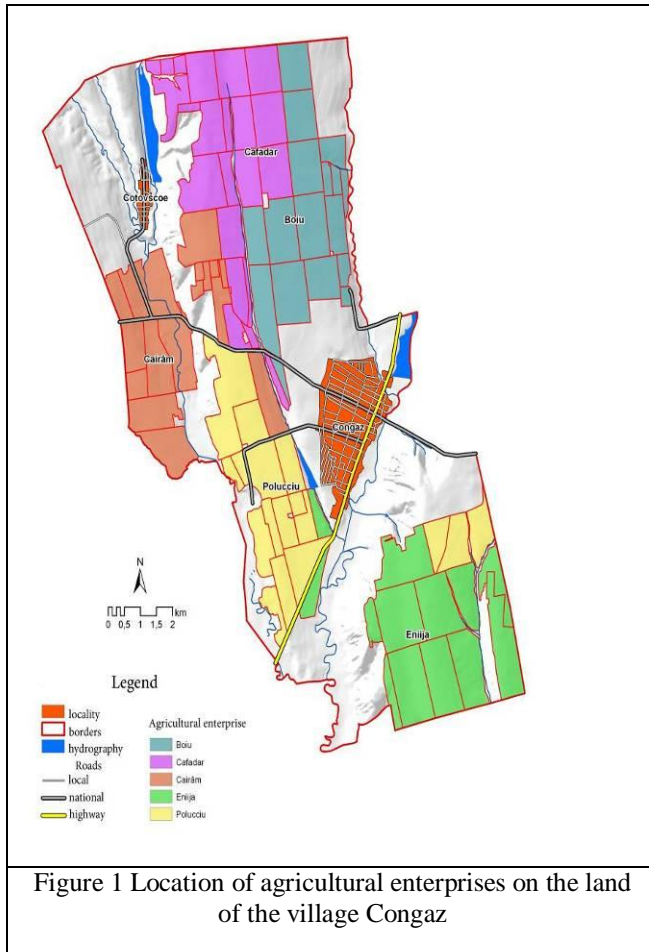 Cafadar
Cotovscoe
Boiu
Cairâm
Congaz
Polucciu
Eniija
N
0 0,5 1 1,5 2 km
Legend
locality
borders
hydrography
Roads
local
national
highway
Agricultural enterprise
Boiu
Cafadar
Cairâm
Eniija
Polucciu
Figure 1 Location of agricultural enterprises on the land
of the village Congaz